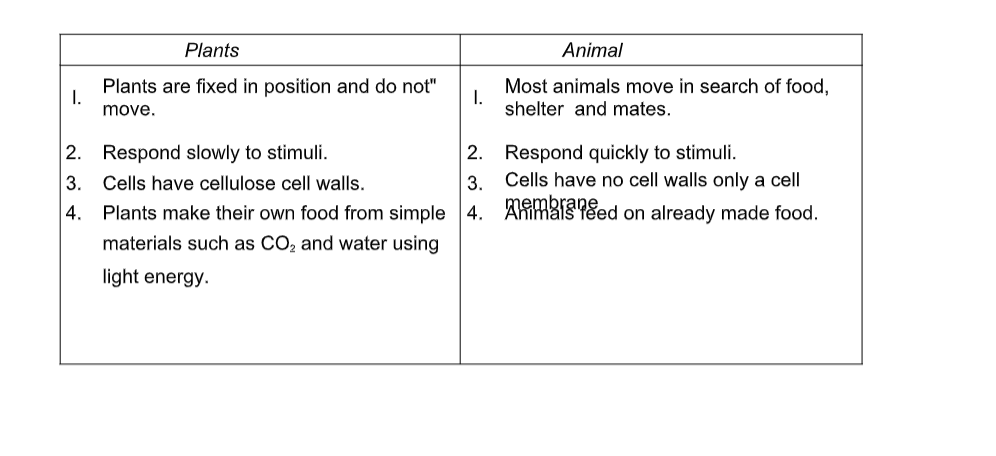 Plants
Animal
I. Plants are fixed in position and do not"
move.
2. Respond slowly to stimuli.
3. Cells have cellulose cell walls.
4. Plants make their own food from simple
materials such as CO₂ and water using
light energy.
I. Most animals move in search of food,
shelter and mates.
2. Respond quickly to stimuli.
3. Cells have no cell walls only a cell
membrane
4. Animals feed on already made food.